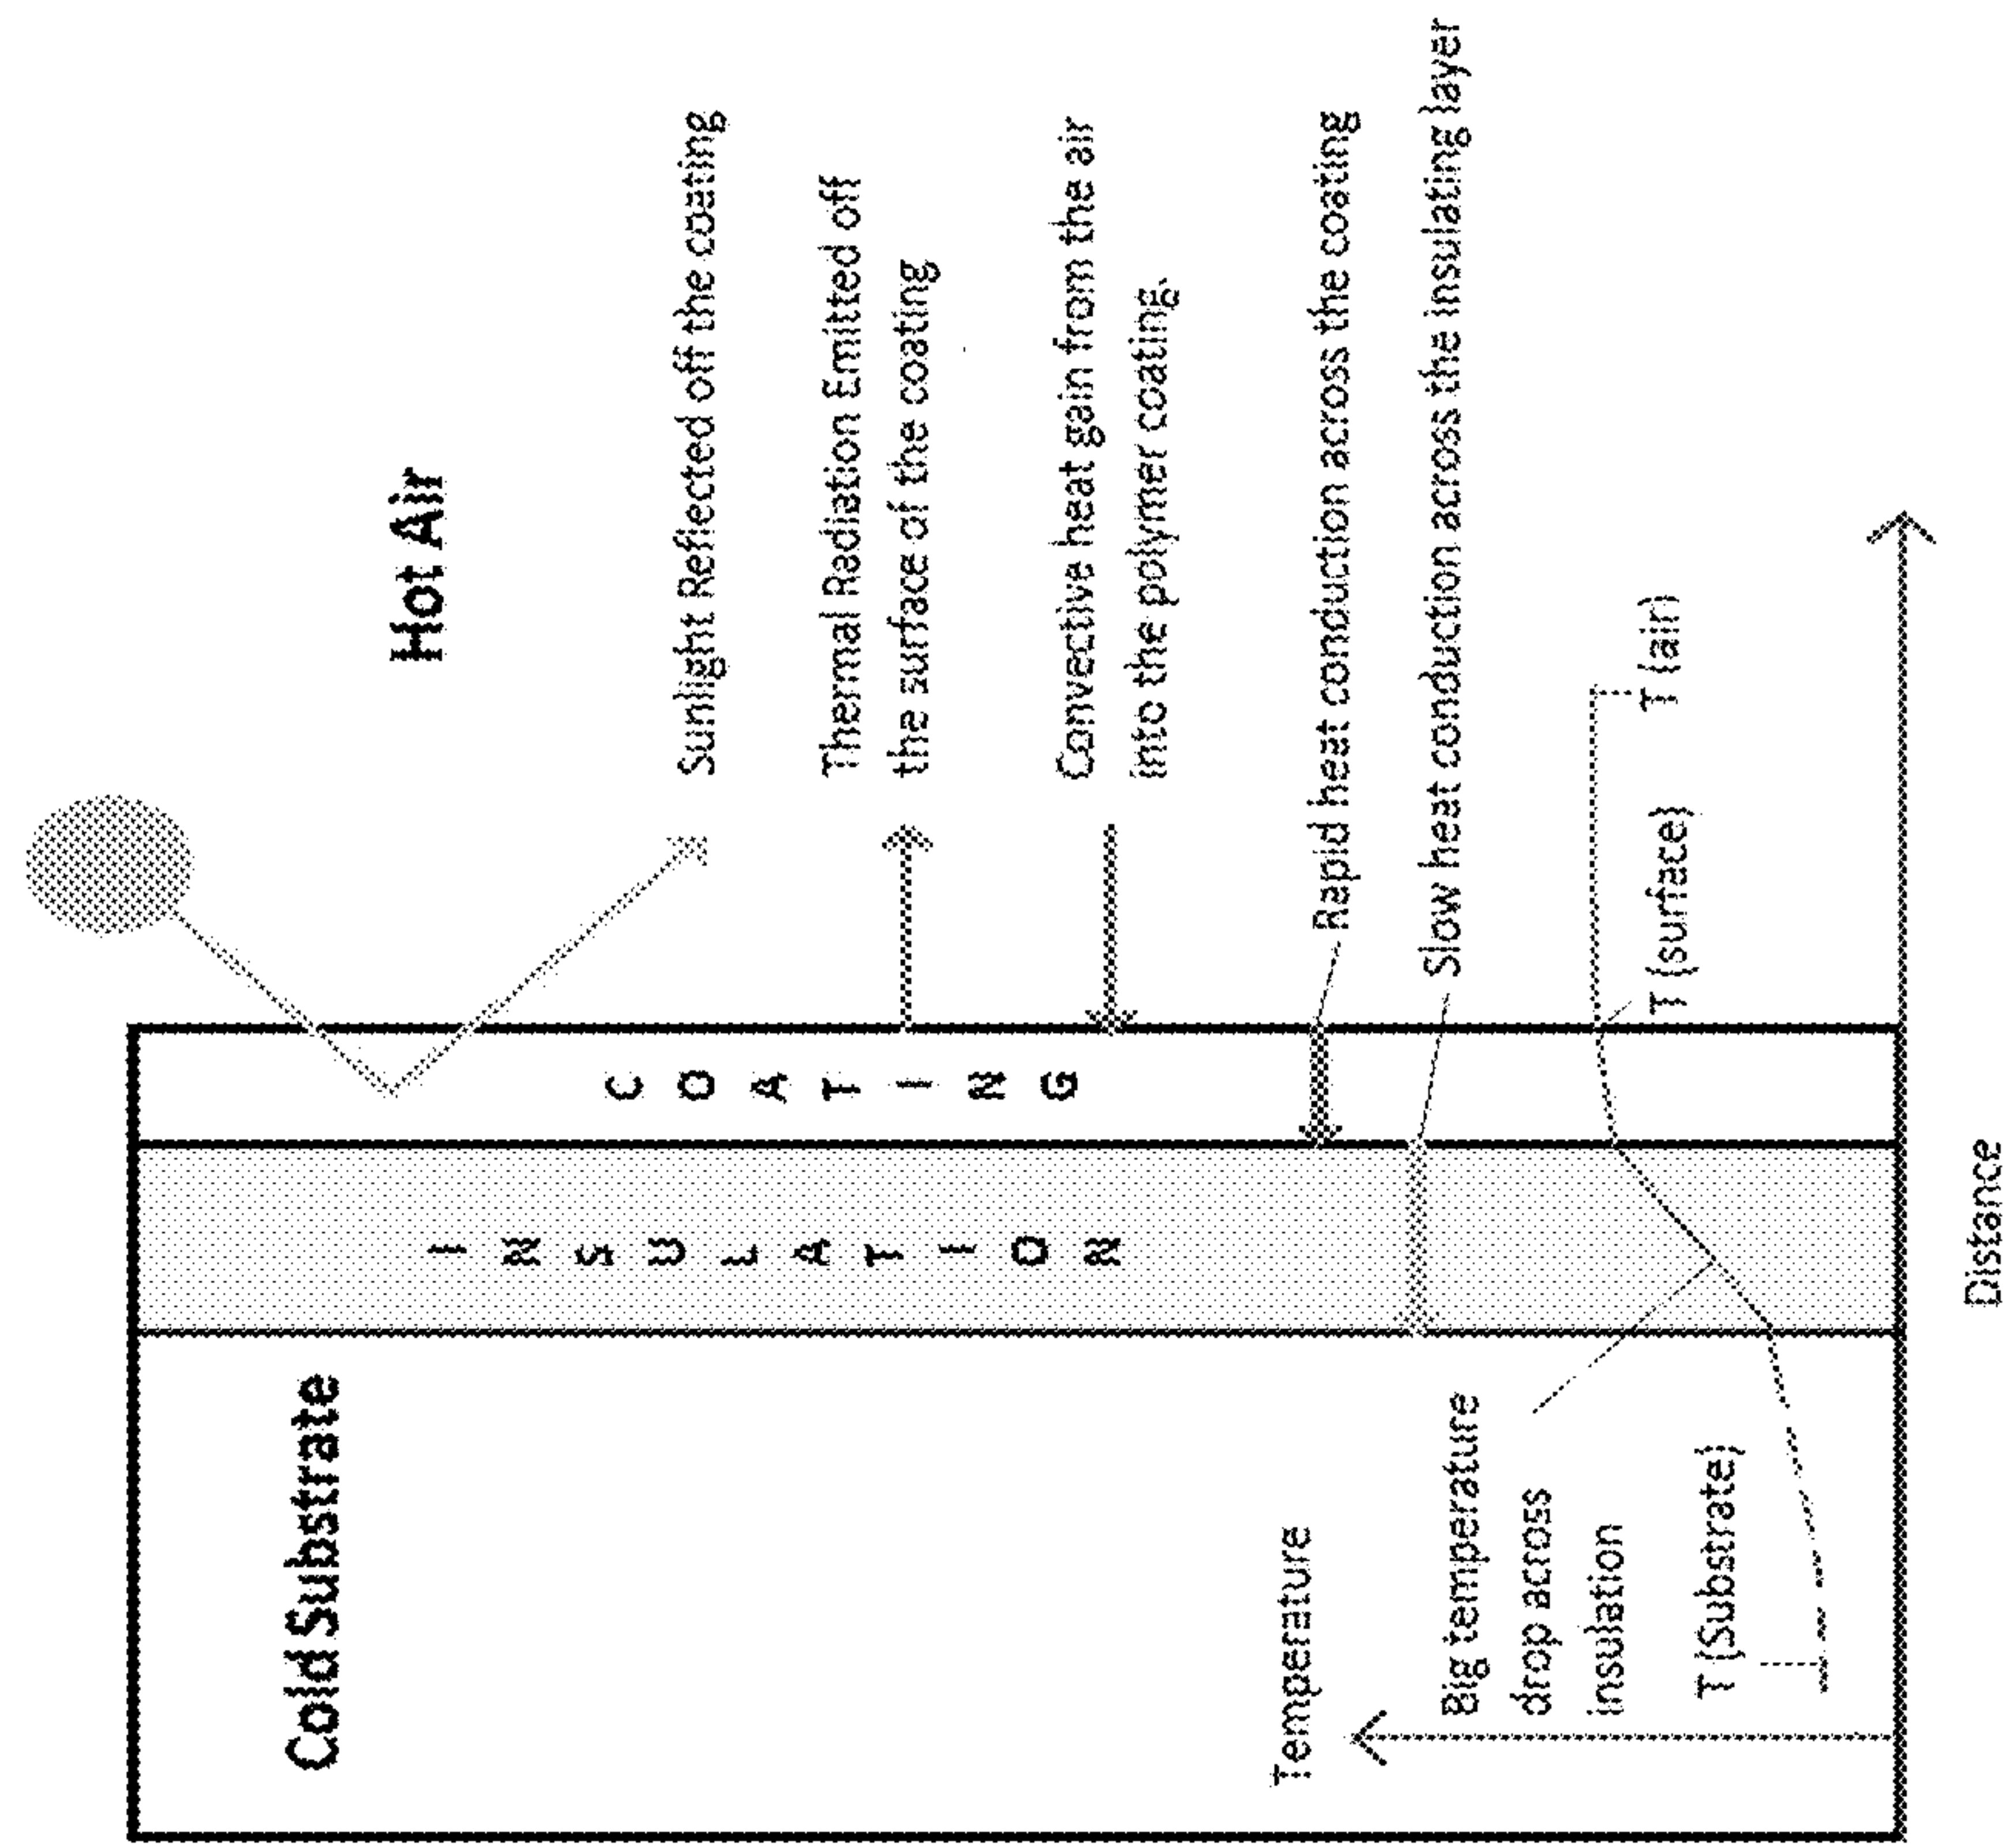 Cold Substrate
Hot Air
INSULATION
COATING
Sunlight Reflected off the coating
Thermal Radiation Emitted off
the surface of the coating
Convective heat gain from the air
into the polymer coating.
Rapid heat conduction across the coating
Slow heat conduction across the insulating layer
Temperature
Big temperature
drop across
insulation
T (Substrate)
T (surface)
T (air)
Distance